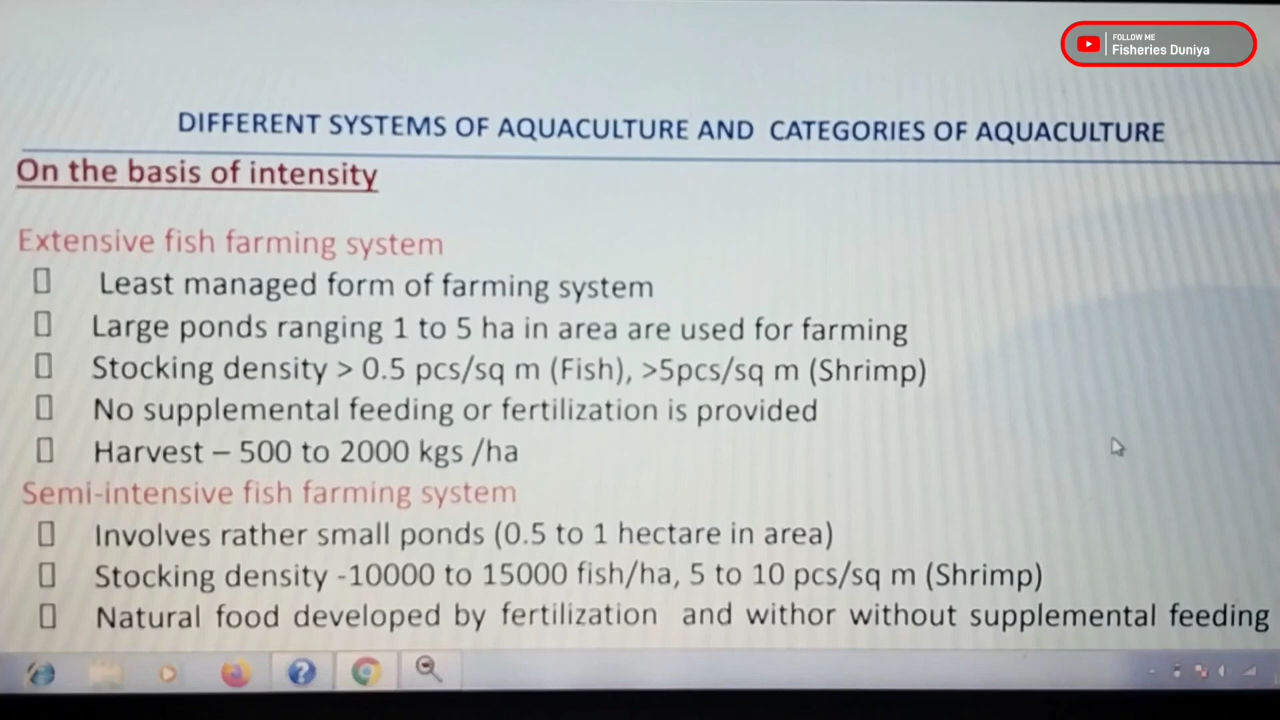 FOLLOW ME
Fisheries Duniya
DIFFERENT SYSTEMS OF AQUACULTURE AND CATEGORIES OF AQUACULTURE
On the basis of intensity
Extensive fish farming system
Least managed form of farming system
Large ponds ranging 1 to 5 ha in area are used for farming
Stocking density > 0.5 pcs/sq m (Fish), >5pcs/sq m (Shrimp)
No supplemental feeding or fertilization is provided
Harvest – 500 to 2000 kgs /ha
Semi-intensive fish farming system
Involves rather small ponds (0.5 to 1 hectare in area)
Stocking density -10000 to 15000 fish/ha, 5 to 10 pcs/sq m (Shrimp)
Natural food developed by fertilization and withor without supplemental feeding